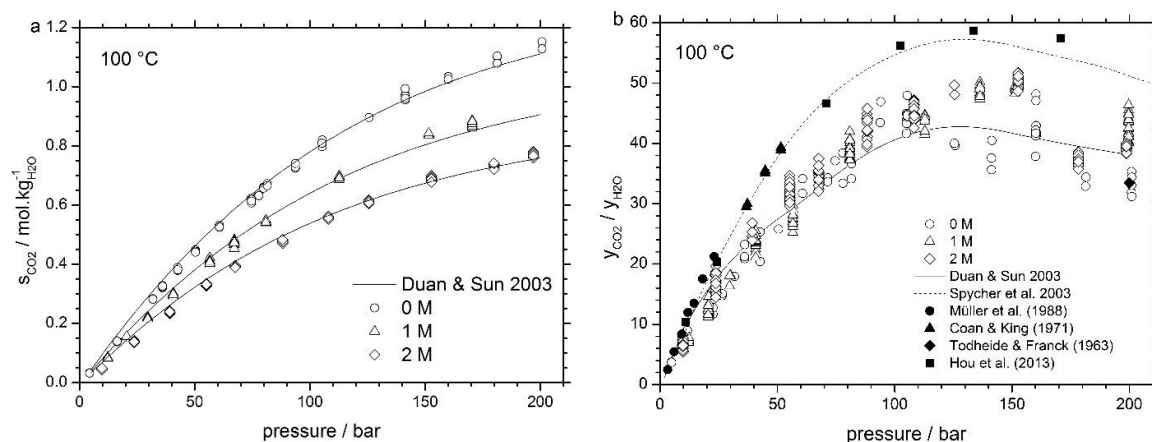 a
100 °C
s_CO2 / mol.kg⁻¹_H2O
1.2
1.0
0.8
0.6
0.4
0.2
0.0
Duan & Sun 2003
0 M
1 M
2 M
0 50 100 150 200
pressure / bar
b
100 °C
y_CO2 / y_H2O
60
50
40
30
20
10
0
0 M
1 M
2 M
Duan & Sun 2003
Spycher et al. 2003
Müller et al. (1988)
Coan & King (1971)
Todheide & Franck (1963)
Hou et al. (2013)
0 50 100 150 200
pressure / bar